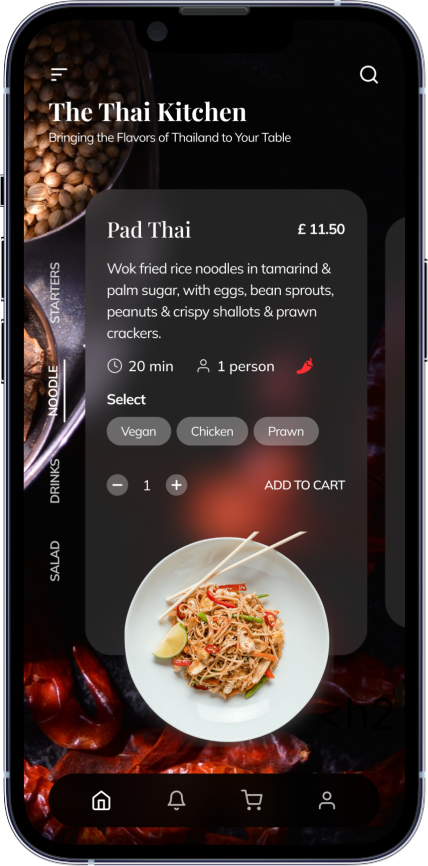 The Thai Kitchen
Bringing the Flavors of Thailand to Your Table
Pad Thai
£ 11.50
Wok fried rice noodles in tamarind &
palm sugar, with eggs, bean sprouts,
peanuts & crispy shallots & prawn
crackers.
20 min
1 person
Select
Vegan
Chicken
Prawn
1
ADD TO CART
STARTERS
NOODLE
DRINKS
SALAD
<h2